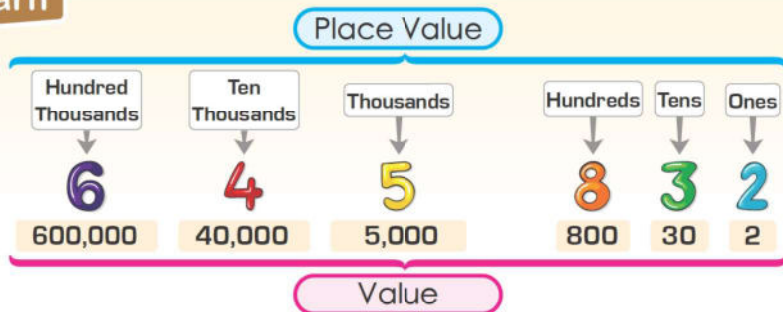 Place Value
Hundred Thousands
Ten Thousands
Thousands
Hundreds
Tens
Ones
6 4 5 8 3 2
600,000 40,000 5,000 800 30 2
Value